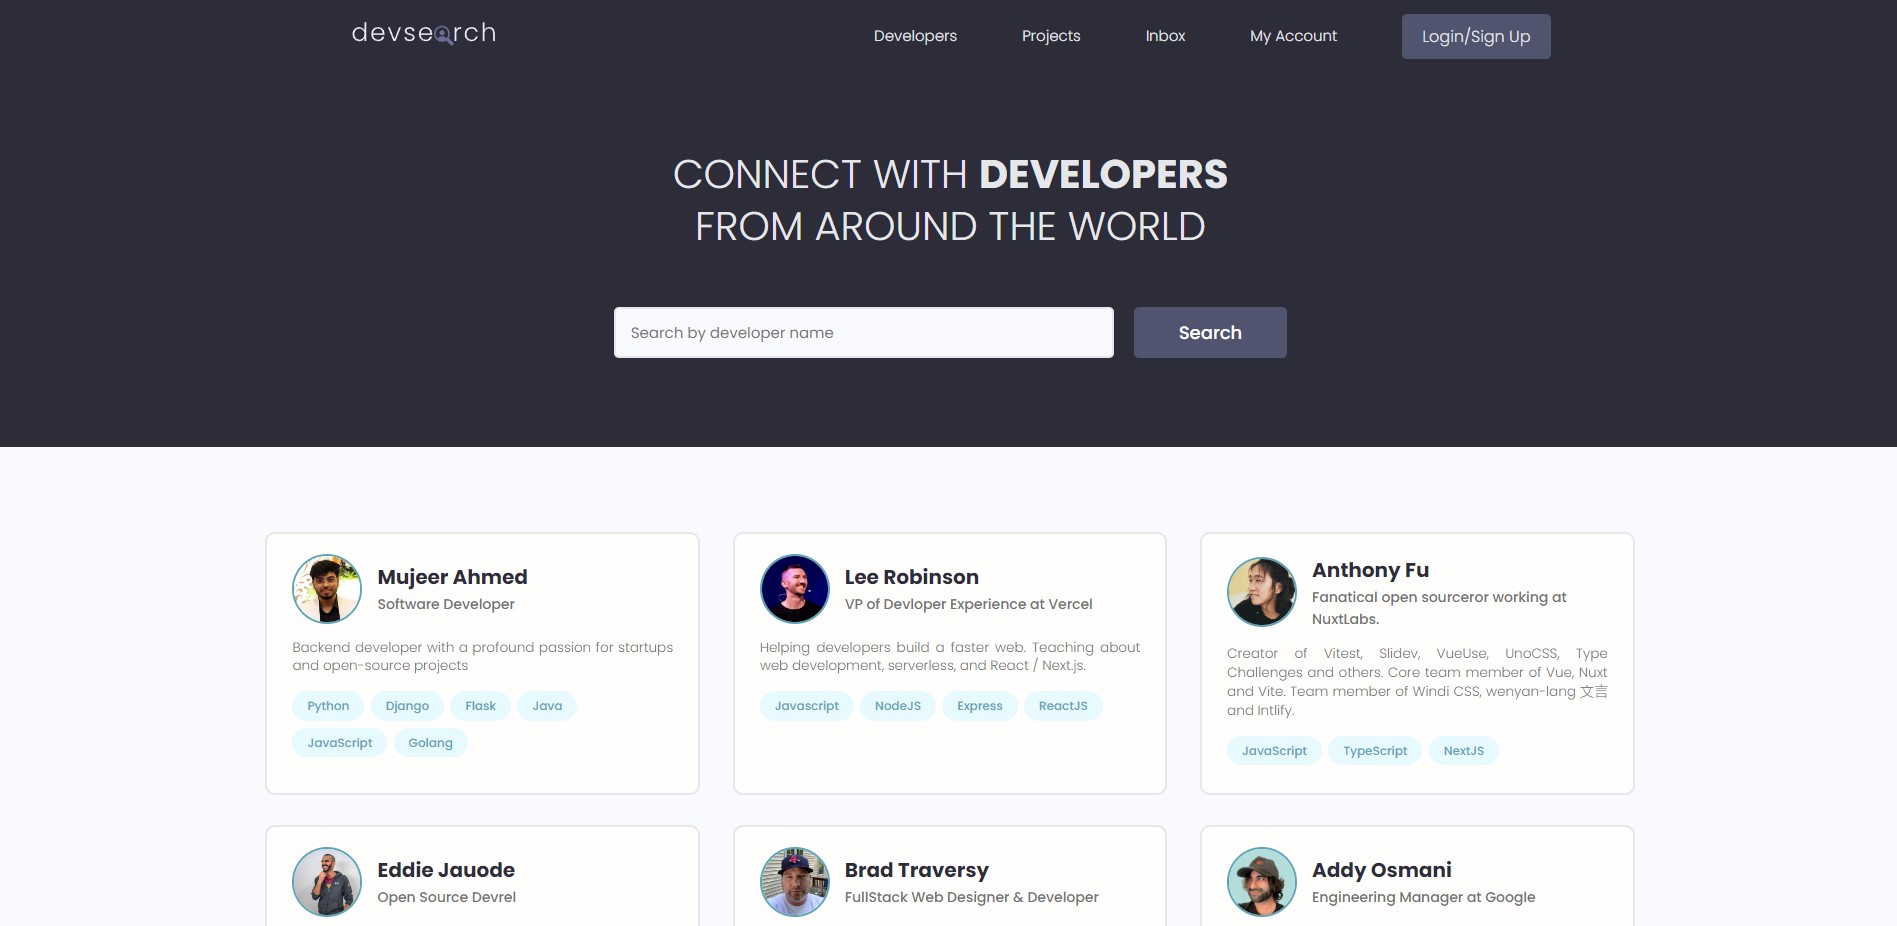 devsearch
Developers
Projects
Inbox
My Account
Login/Sign Up
CONNECT WITH DEVELOPERS
FROM AROUND THE WORLD
Search by developer name
Search
Mujeer Ahmed
Software Developer
Backend developer with a profound passion for startups
and open-source projects
Python
Django
Flask
Java
JavaScript
Golang
Lee Robinson
VP of Devloper Experience at Vercel
Helping developers build a faster web. Teaching about
web development, serverless, and React / Next.js.
Javascript
NodeJS
Express
ReactJS
Anthony Fu
Fanatical open sourceror working at
NuxtLabs.
Creator of Vitest, Slidev, VueUse, UnoCSS, Type
Challenges and others. Core team member of Vue, Nuxt
and Vite. Team member of Windi CSS, wenyan-lang 文言
and Intlify.
JavaScript
TypeScript
NextJS
Eddie Jauode
Open Source Devrel
Brad Traversy
FullStack Web Designer & Developer
Addy Osmani
Engineering Manager at Google